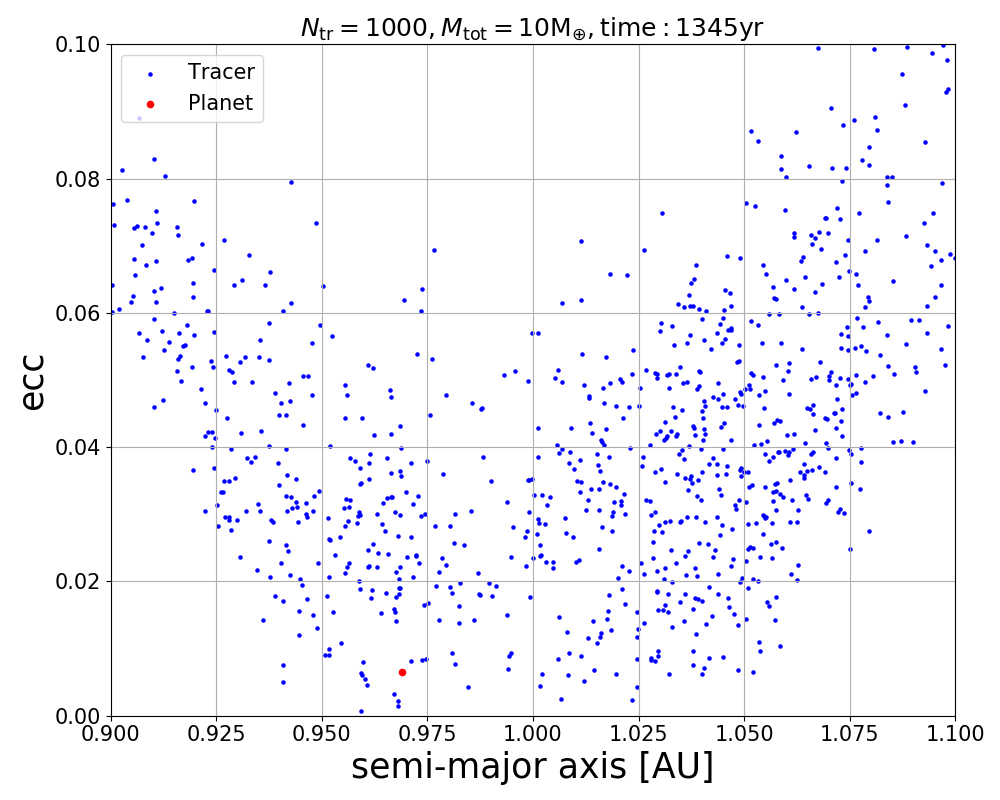 N_tr = 1000, M_tot = 10M_⊕, time : 1345yr
Tracer
Planet
0.10
0.08
0.06
0.04
0.02
0.00
ecc
0.900 0.925 0.950 0.975 1.000 1.025 1.050 1.075 1.100
semi-major axis [AU]